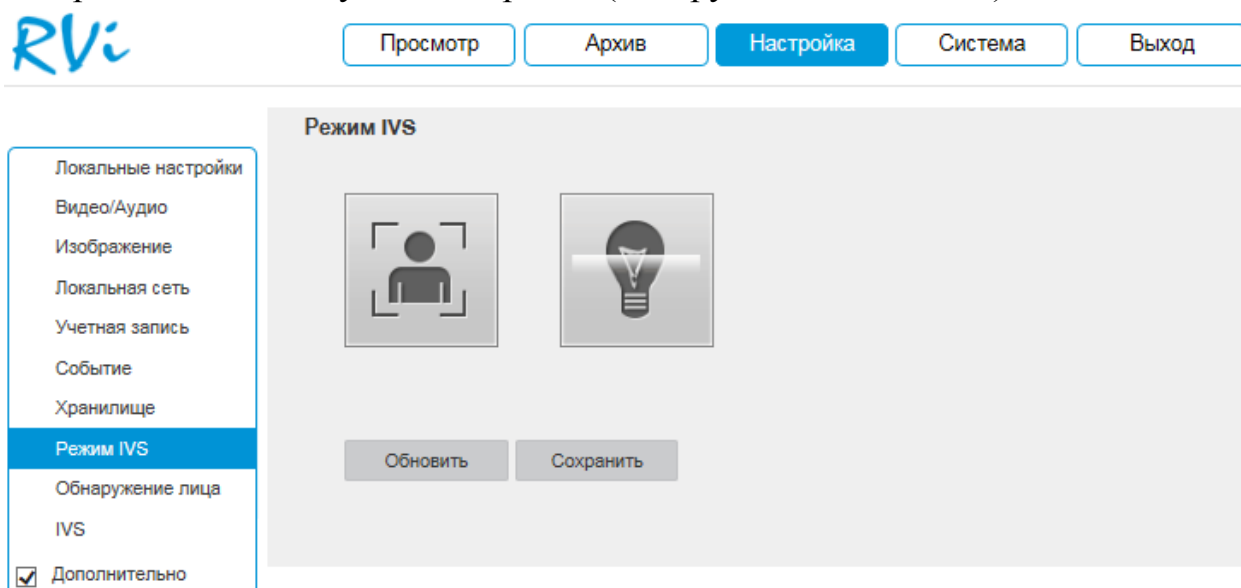 RVi
Просмотр Архив Настройка Система Выход
Режим IVS
Локальные настройки
Видео/Аудио
Изображение
Локальная сеть
Учетная запись
Событие
Хранилище
Режим IVS
Обнаружение лица
IVS
Дополнительно
Обновить Сохранить